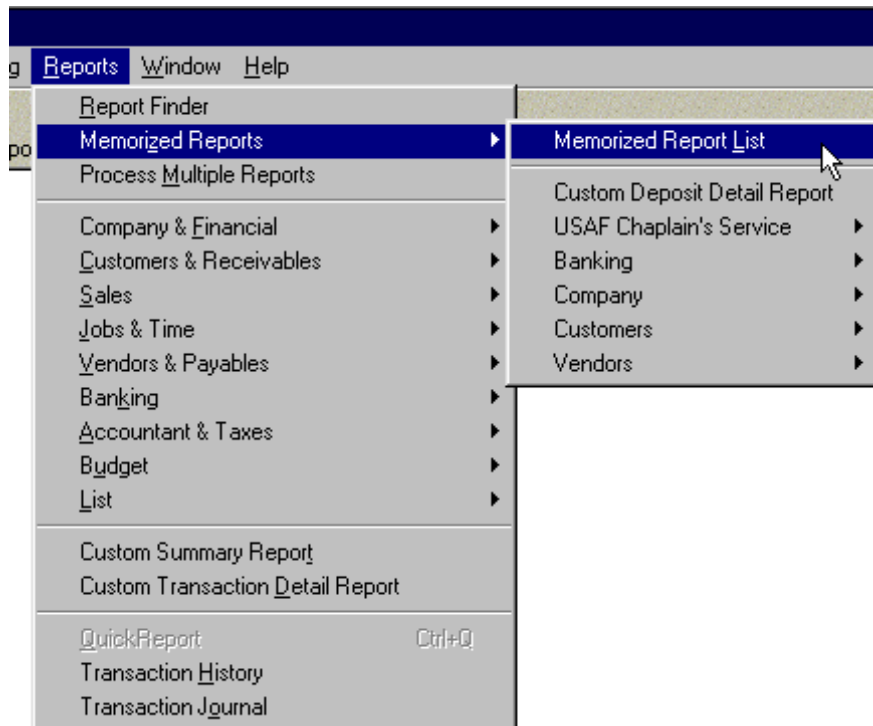 g Reports Window Help
po
Report Finder
Memorized Reports
Process Multiple Reports
Company & Financial
Customers & Receivables
Sales
Jobs & Time
Vendors & Payables
Banking
Accountant & Taxes
Budget
List
Custom Summary Report
Custom Transaction Detail Report
QuickReport Ctrl+Q
Transaction History
Transaction Journal
Memorized Report List
Custom Deposit Detail Report
USAF Chaplain's Service
Banking
Company
Customers
Vendors